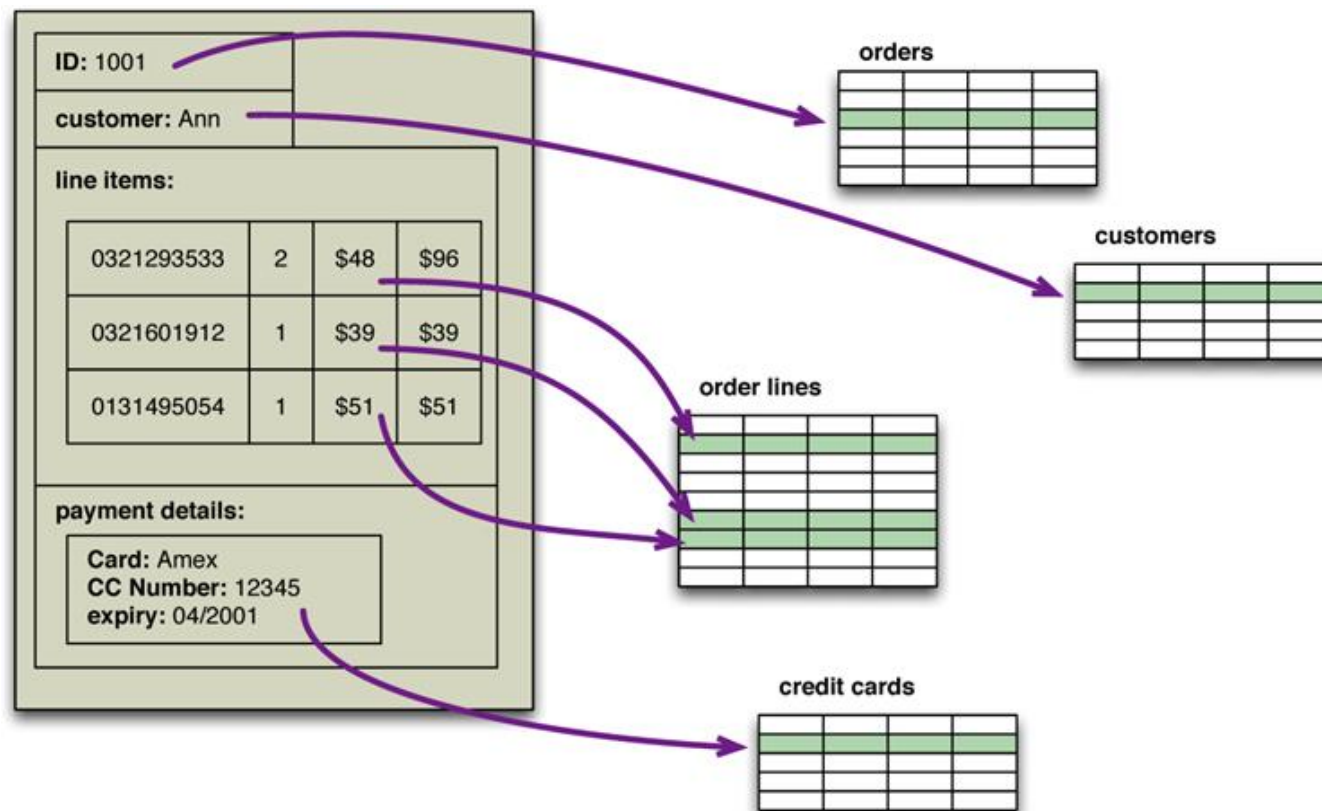 ID: 1001
customer: Ann
line items:
0321293533 2 $48 $96
0321601912 1 $39 $39
0131495054 1 $51 $51
payment details:
Card: Amex
CC Number: 12345
expiry: 04/2001
orders
customers
order lines
credit cards